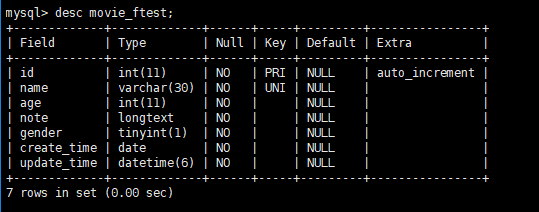 mysql> desc movie_ftest;
+-------------+-------------+------+-----+---------+----------------+
| Field       | Type        | Null | Key | Default | Extra          |
+-------------+-------------+------+-----+---------+----------------+
| id          | int(11)     | NO   | PRI | NULL    | auto_increment |
| name        | varchar(30) | NO   | UNI | NULL    |                |
| age         | int(11)     | NO   |     | NULL    |                |
| note        | longtext    | NO   |     | NULL    |                |
| gender      | tinyint(1)  | NO   |     | NULL    |                |
| create_time | date        | NO   |     | NULL    |                |
| update_time | datetime(6) | NO   |     | NULL    |                |
+-------------+-------------+------+-----+---------+----------------+
7 rows in set (0.00 sec)